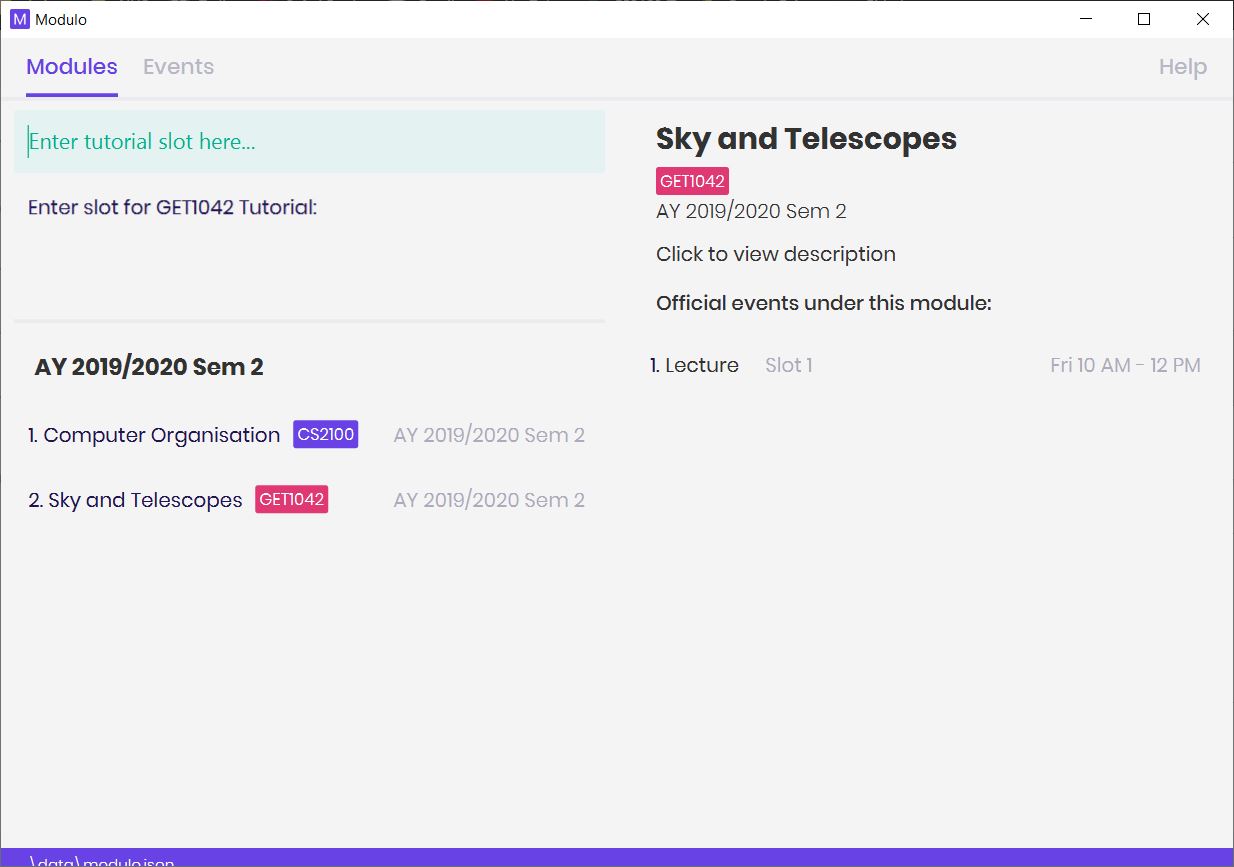 M Modulo
Modules Events Help
Enter tutorial slot here...
Enter slot for GET1042 Tutorial:
AY 2019/2020 Sem 2
1. Computer Organisation CS2100 AY 2019/2020 Sem 2
2. Sky and Telescopes GET1042 AY 2019/2020 Sem 2
Sky and Telescopes
GET1042
AY 2019/2020 Sem 2
Click to view description
Official events under this module:
1. Lecture Slot 1 Fri 10 AM - 12 PM
\data\modulo.json